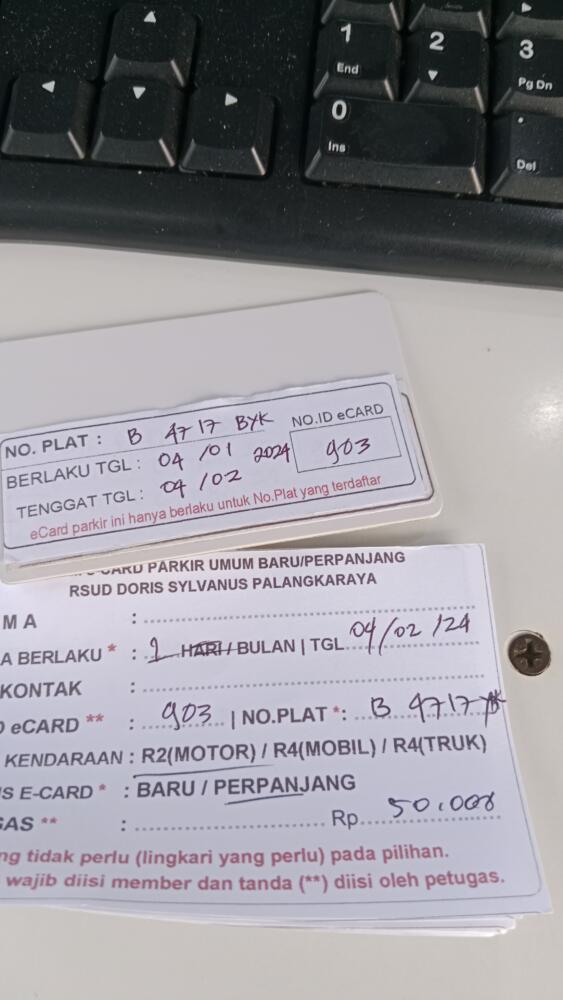 1
End
2
3
Pg Dn
0
Ins
.
Del
NO. PLAT : B 4717 BYK
NO.ID eCARD
BERLAKU TGL : 04 /01 2024
903
TENGGAT TGL : 04 /02
eCard parkir ini hanya berlaku untuk No.Plat yang terdaftar
CARD PARKIR UMUM BARU/PERPANJANG
RSUD DORIS SYLVANUS PALANGKARAYA
MA :
A BERLAKU * : 1 HARI / BULAN | TGL 04/02 /24
KONTAK :
eCARD ** : 903 | NO.PLAT *: B 4717
KENDARAAN : R2(MOTOR) / R4(MOBIL) / R4(TRUK)
S E-CARD * : BARU / PERPANJANG
GAS ** : Rp 50.000
ng tidak perlu (lingkari yang perlu) pada pilihan.
wajib diisi member dan tanda (**) diisi oleh petugas.